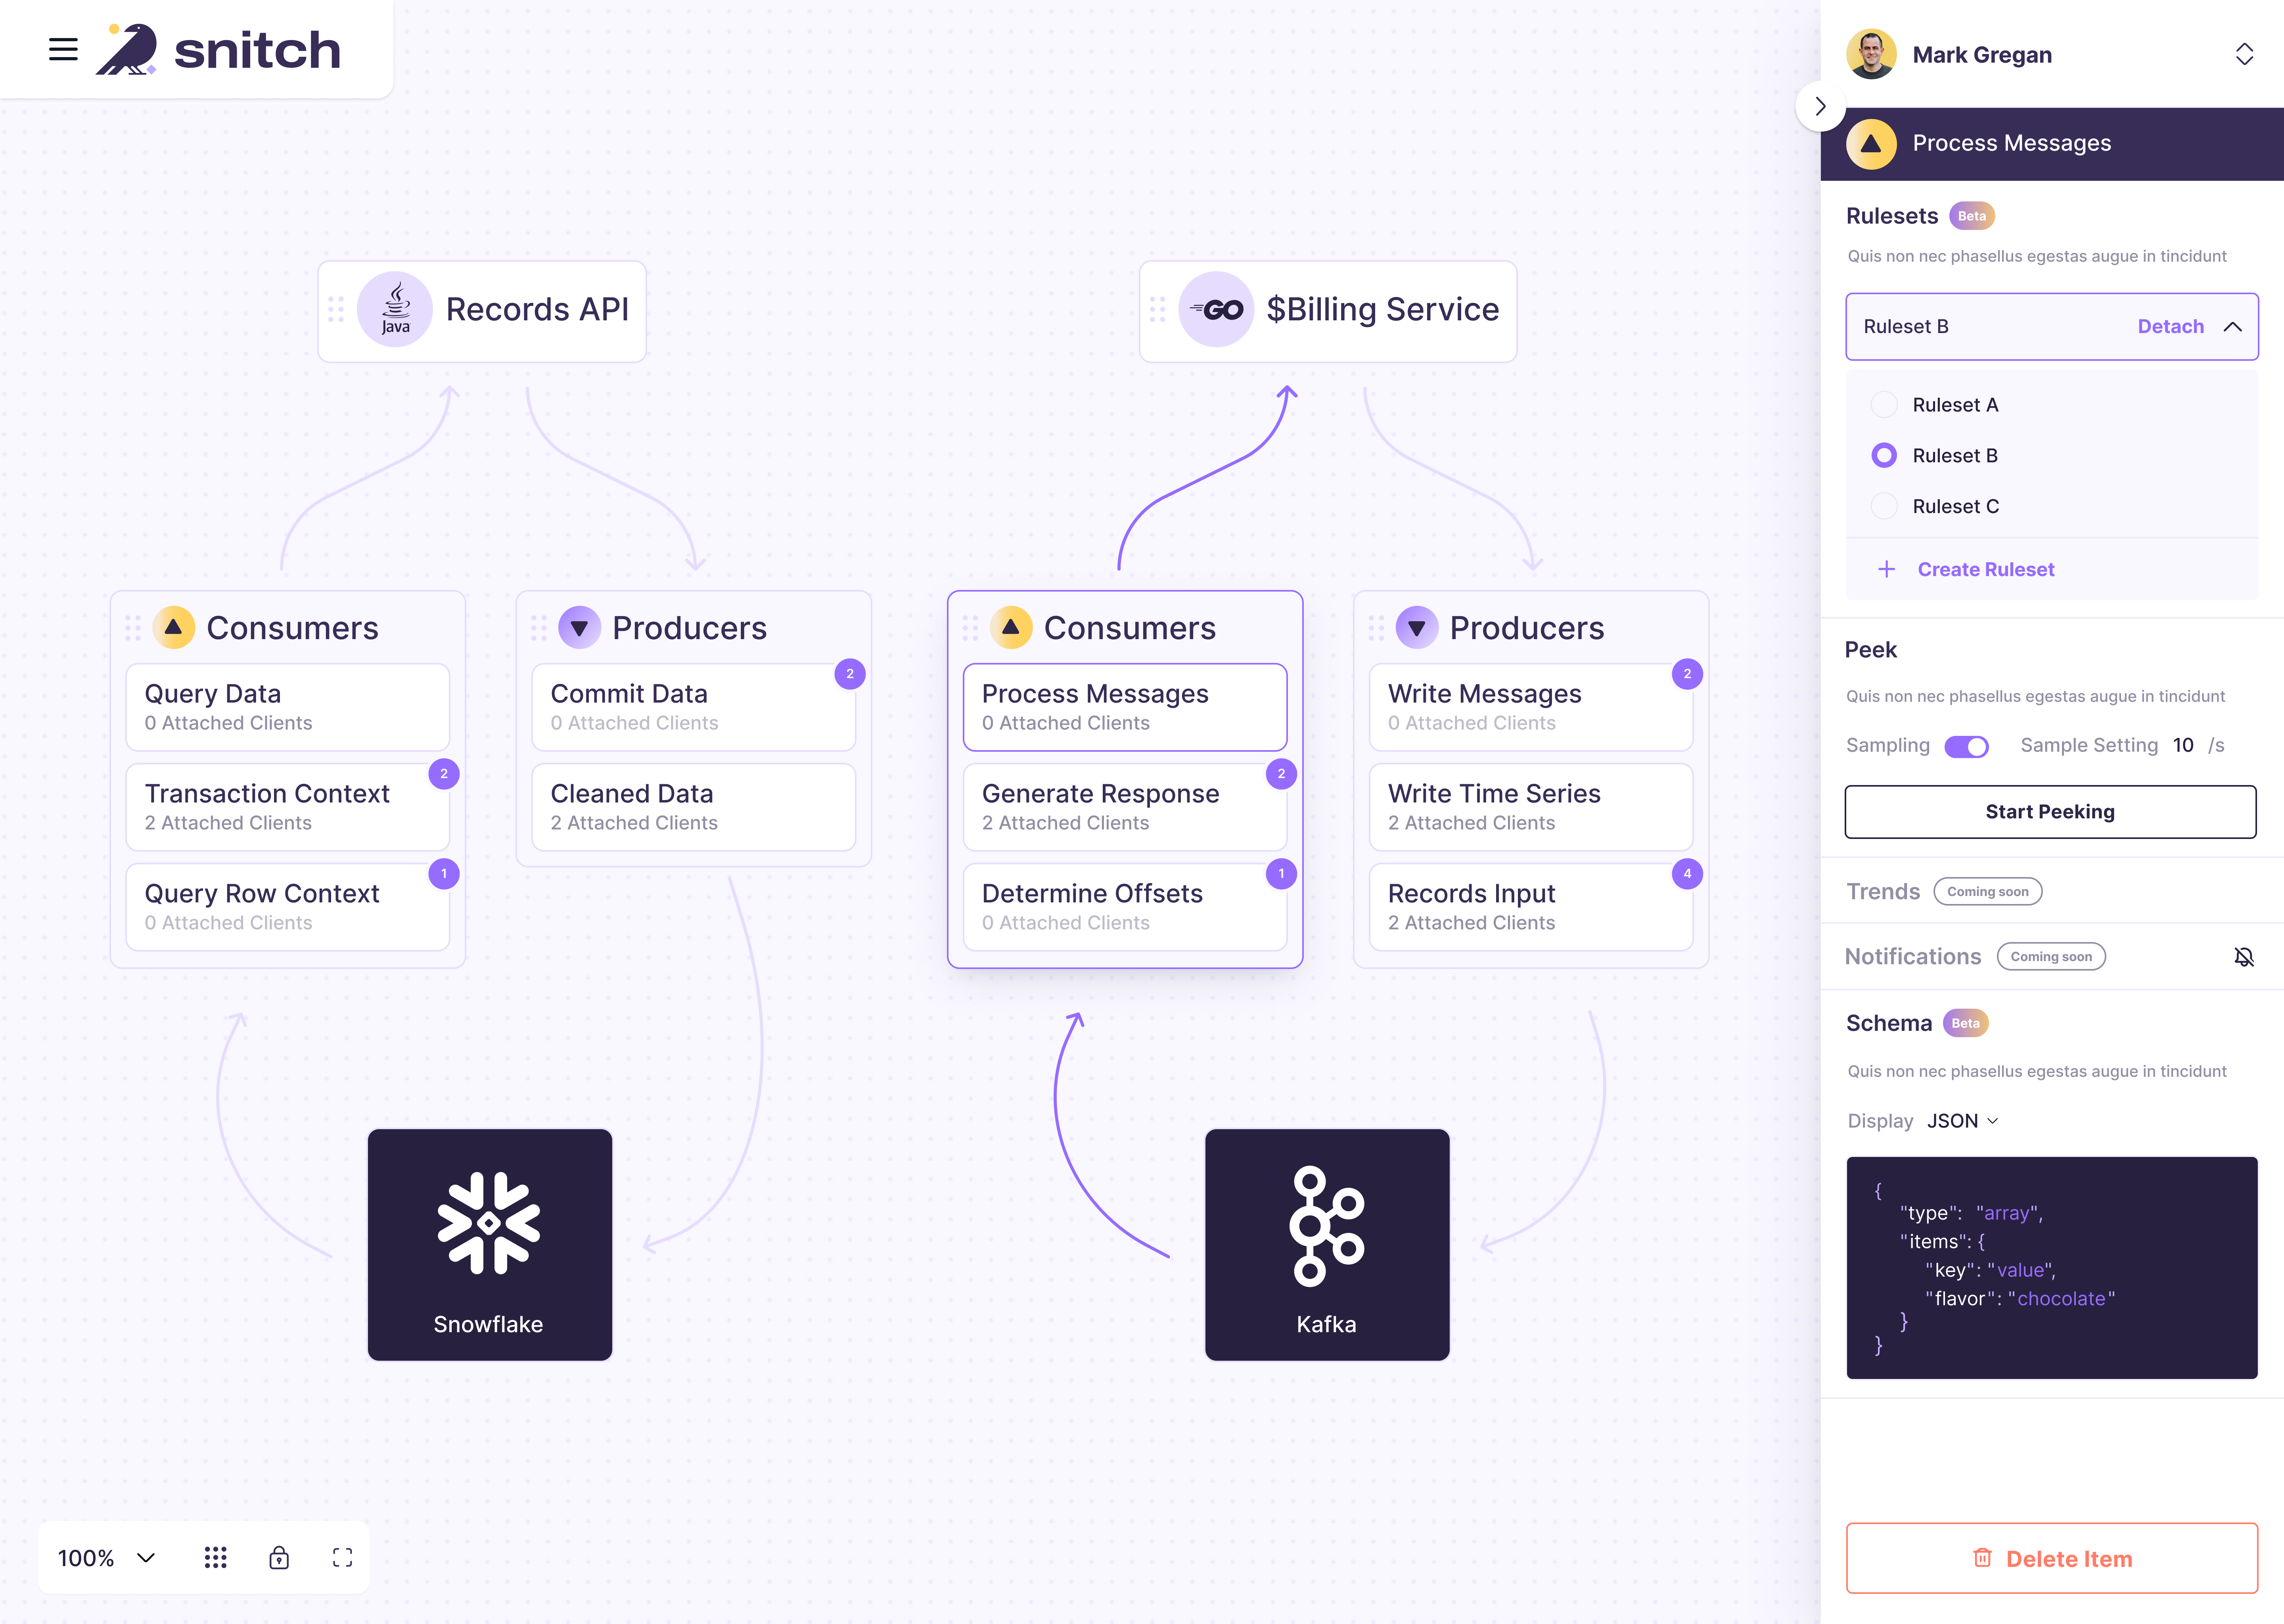 snitch
Mark Gregan
Process Messages
Rulesets Beta
Quis non nec phasellus egestas augue in tincidunt
Ruleset B Detach
Ruleset A
Ruleset B
Ruleset C
Create Ruleset
Peek
Quis non nec phasellus egestas augue in tincidunt
Sampling Sample Setting 10 /s
Start Peeking
Trends Coming soon
Notifications Coming soon
Schema Beta
Quis non nec phasellus egestas augue in tincidunt
Display JSON
{
"type": "array",
"items": {
"key": "value",
"flavor": "chocolate"
}
}
Delete Item
Java
Records API
GO
$Billing Service
Consumers
Query Data
0 Attached Clients
2
Transaction Context
2 Attached Clients
1
Query Row Context
0 Attached Clients
Producers
2
Commit Data
0 Attached Clients
Cleaned Data
2 Attached Clients
Consumers
Process Messages
0 Attached Clients
2
Generate Response
2 Attached Clients
1
Determine Offsets
0 Attached Clients
Producers
2
Write Messages
0 Attached Clients
Write Time Series
2 Attached Clients
4
Records Input
2 Attached Clients
Snowflake
Kafka
100%